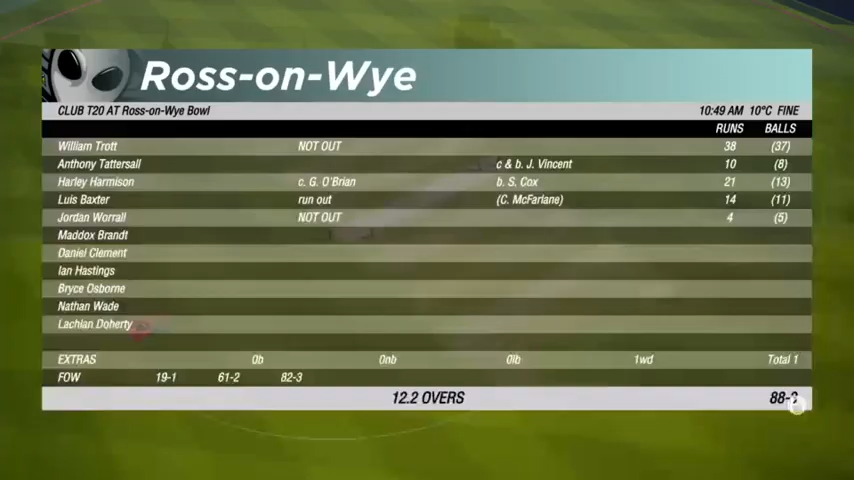 Ross-on-Wye
CLUB T20 AT Ross-on-Wye Bowl 10:49 AM 10°C FINE
RUNS BALLS
William Trott NOT OUT 38 (37)
Anthony Tattersall c & b. J. Vincent 10 (8)
Harley Harmison c. G. O'Brian b. S. Cox 21 (13)
Luis Baxter run out (C. McFarlane) 14 (11)
Jordan Worrall NOT OUT 4 (5)
Maddox Brandt
Daniel Clement
Ian Hastings
Bryce Osborne
Nathan Wade
Lachlan Doherty
EXTRAS 0b 0nb 0lb 1wd Total 1
FOW 19-1 61-2 82-3
12.2 OVERS 88-3